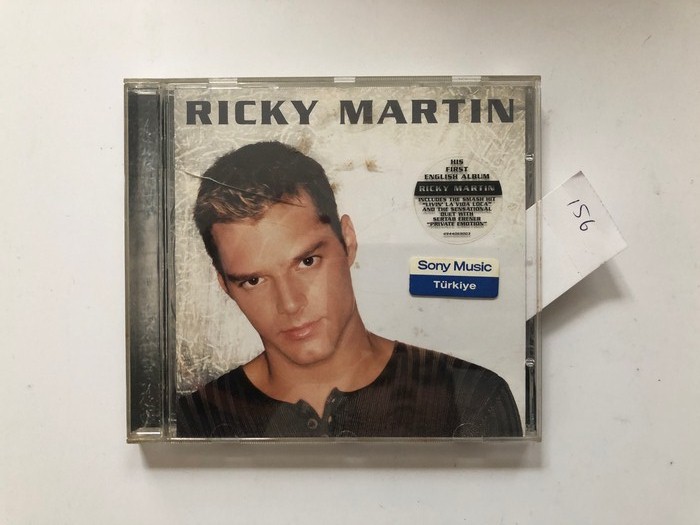 RICKY MARTIN
HIS
FIRST
ENGLISH ALBUM
RICKY MARTIN
INCLUDES THE SMASH HIT
"LIVIN' LA VIDA LOCA"
AND THE SENSATIONAL
DUET WITH
SERTAB ERENER
"PRIVATE EMOTION"
Sony Music
Türkiye
156